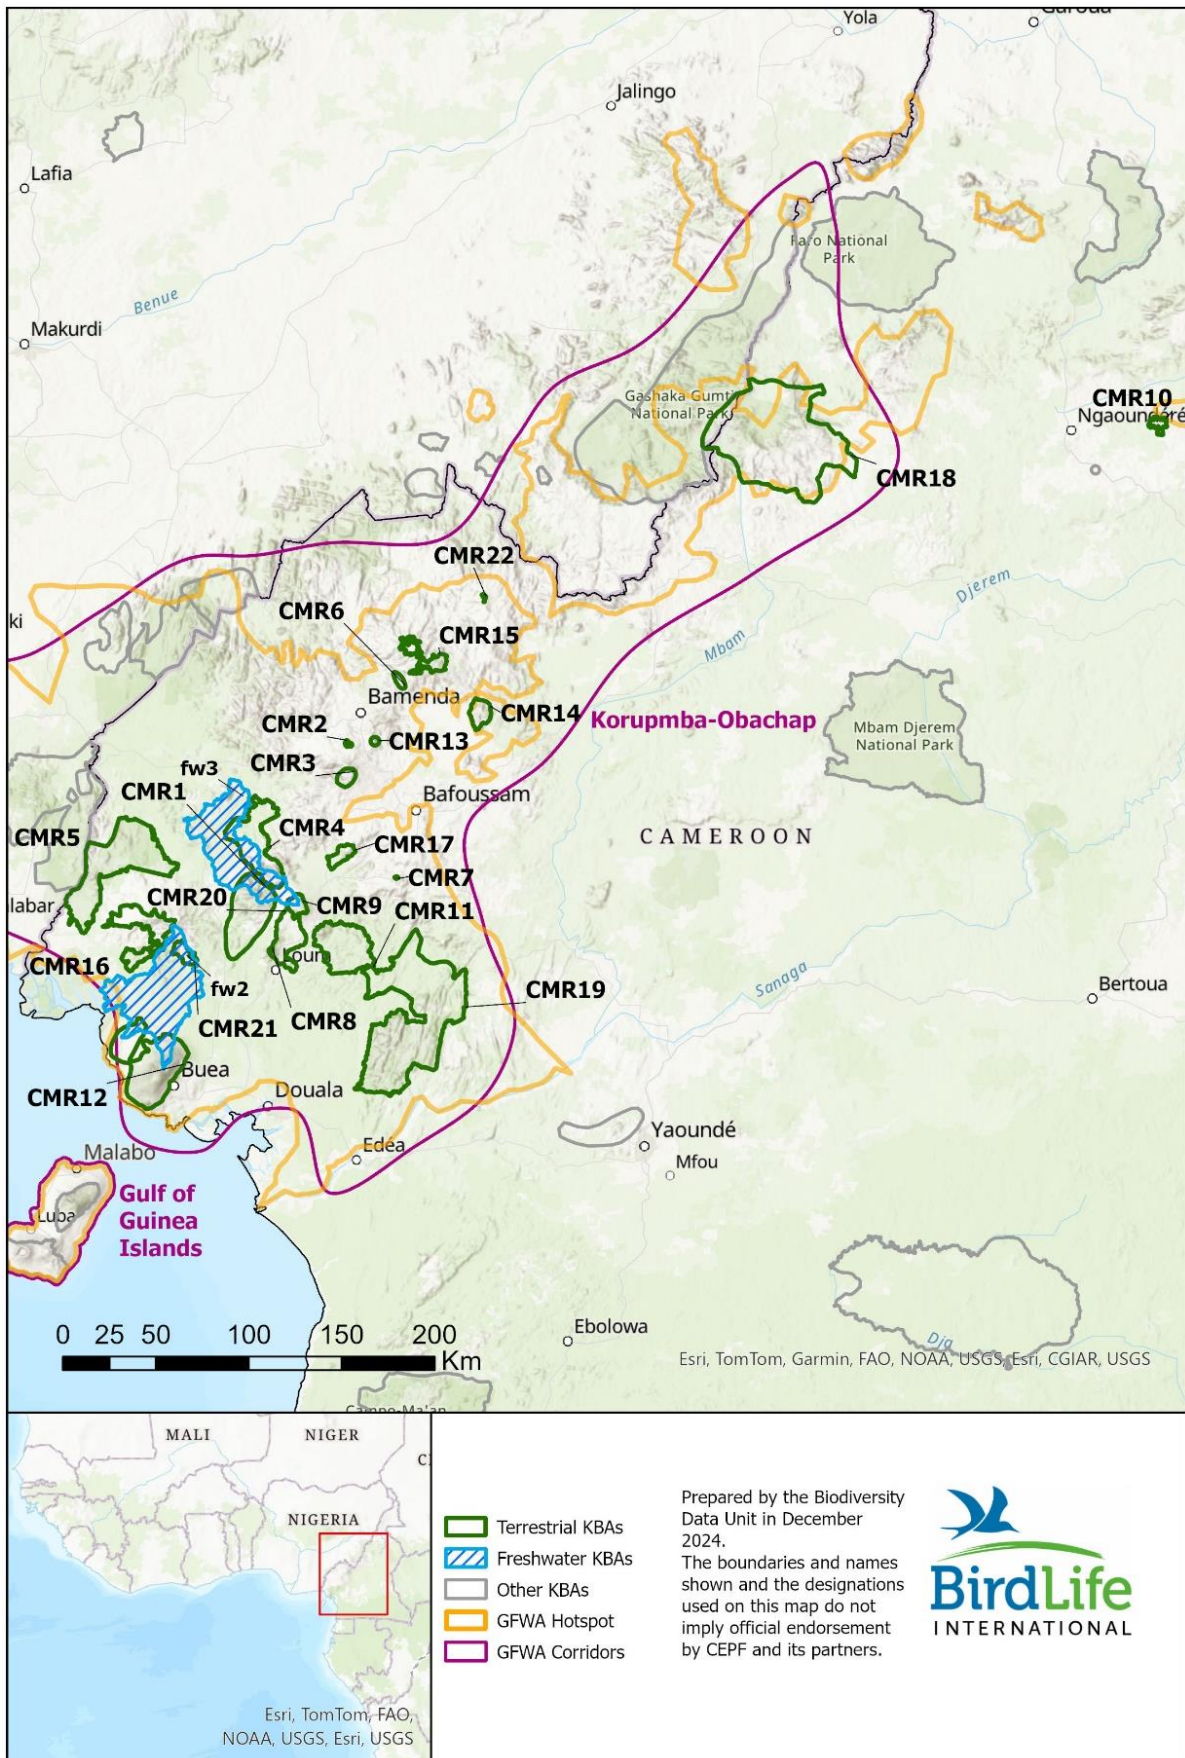 Yola
Garoua
Jalingo
Lafia
Faro National
Park
Benue
Makurdi
Gashaka Gumti
National Park
CMR10
Ngaoundéré
CMR18
CMR22
Djerem
CMR6
ki
CMR15
Mbam
Bamenda
CMR14
Korupmba-Obachap
CMR2
CMR13
Mbam Djerem
National Park
CMR3
fw3
CMR1
Bafoussam
CAMEROON
CMR5
CMR4
CMR17
CMR7
CMR20
CMR9
CMR11
labar
CMR16
Loum
Sanaga
Bertoua
fw2
CMR19
CMR21
CMR8
Buea
CMR12
Douala
Yaoundé
Malabo
Edéa
Mfou
Gulf of
Guinea
Islands
Luba
0 25 50 100 150 200
Km
Ebolowa
Dja
Esri, TomTom, Garmin, FAO, NOAA, USGS, Esri, CGIAR, USGS
Campo-Ma'an
MALI
NIGER
C
NIGERIA
Esri, TomTom, FAO,
NOAA, USGS, Esri, USGS
Terrestrial KBAs
Freshwater KBAs
Other KBAs
GFWA Hotspot
GFWA Corridors
Prepared by the Biodiversity
Data Unit in December
2024.
The boundaries and names
shown and the designations
used on this map do not
imply official endorsement
by CEPF and its partners.
BirdLife
INTERNATIONAL